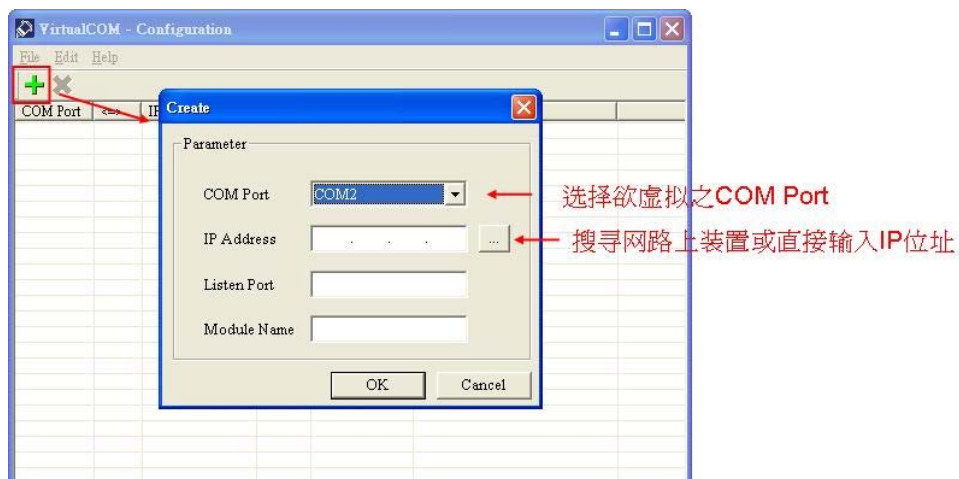 VirtualCOM - Configuration
File Edit Help
COM Port <=> IP
Create
Parameter
COM Port COM2
选择欲虚拟之COM Port
IP Address . . . ...
搜寻网路上装置或直接输入IP位址
Listen Port
Module Name
OK Cancel